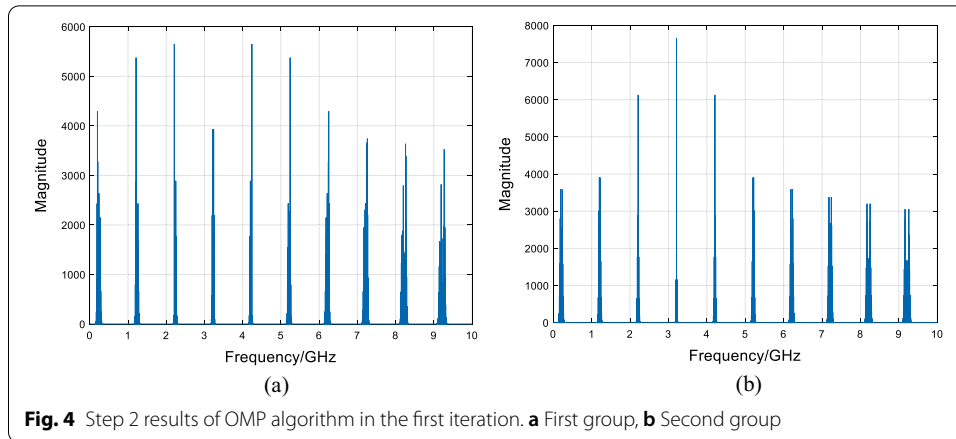 6000
5000
4000
3000
2000
1000
0
0 1 2 3 4 5 6 7 8 9 10
Magnitude
Frequency/GHz
(a)
8000
7000
6000
5000
4000
3000
2000
1000
0
0 1 2 3 4 5 6 7 8 9 10
Magnitude
Frequency/GHz
(b)
Fig. 4 Step 2 results of OMP algorithm in the first iteration. a First group, b Second group